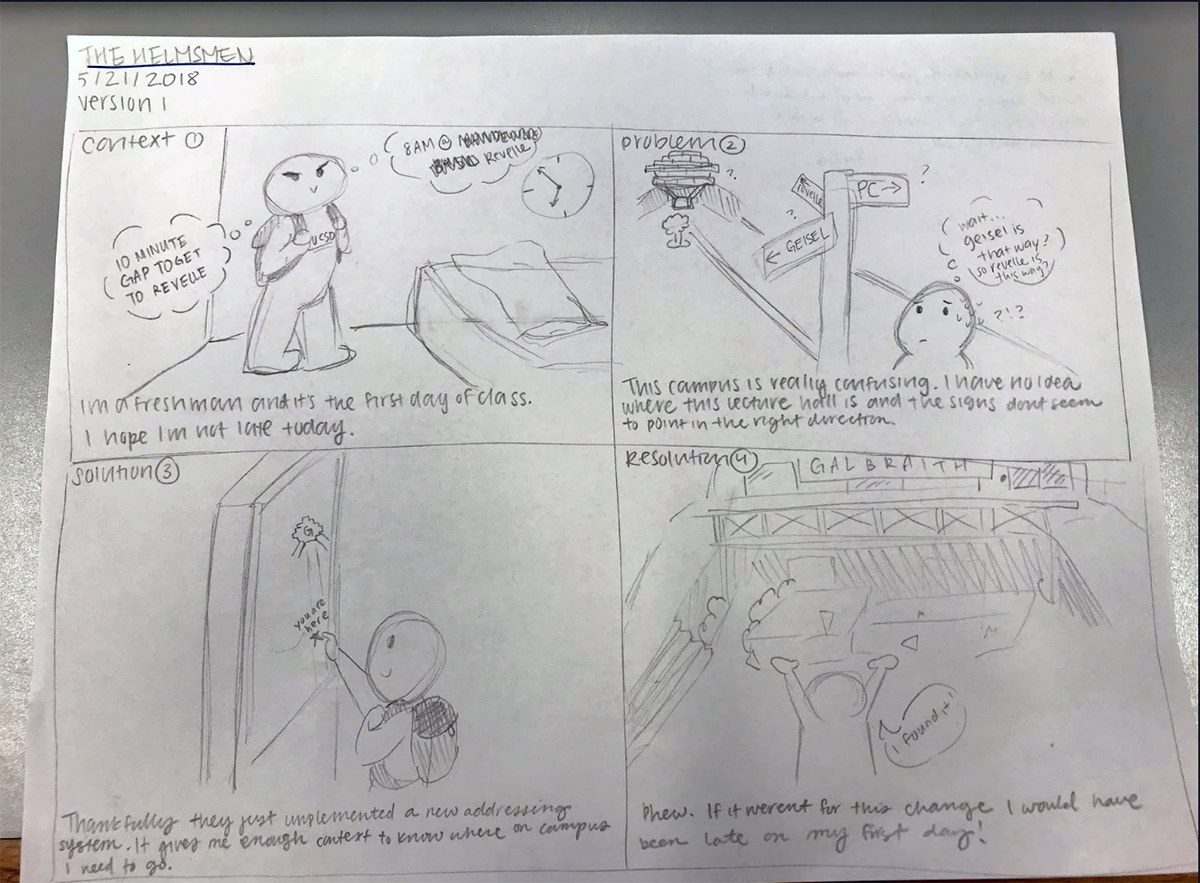 THE HELMSMEN
5/21/2018
version 1
context ①
8AM @
Revelle
10 MINUTE
GAP TO GET
TO REVELLE
UCSD
Im a freshman and it's the first day of class.
I hope I'm not late today.
problem ②
?
revelle
PC →
?
?
← GEISEL
wait...
geisel is
that way?
so revelle is
this way?
?!?
This campus is really confusing. I have no idea
where this lecture hall is and the signs dont seem
to point in the right direction.
solution ③
G
you are
here
Thankfully they just implemented a new addressing
system. It gives me enough context to know where on campus
I need to go.
Resolution ④
GALBRAITH
I found it!
Phew. If it werent for this change I would have
been late on my first day!